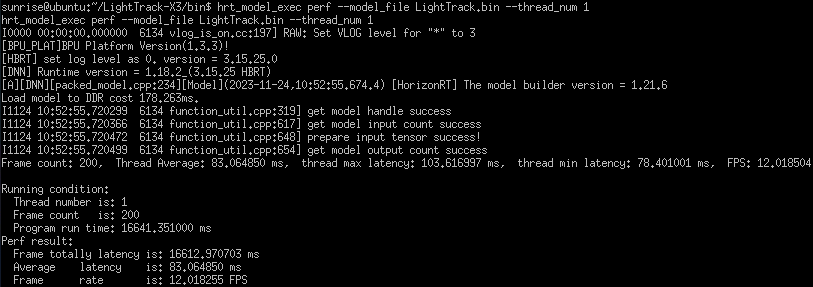 sunrise@ubuntu:~/LightTrack-X3/bin$ hrt_model_exec perf --model_file LightTrack.bin --thread_num 1
hrt_model_exec perf --model_file LightTrack.bin --thread_num 1
I0000 00:00:00.000000  6134 vlog_is_on.cc:197] RAW: Set VLOG level for "*" to 3
[BPU_PLAT]BPU Platform Version(1.3.3)!
[HBRT] set log level as 0. version = 3.15.25.0
[DNN] Runtime version = 1.18.2_(3.15.25 HBRT)
[A][DNN][packed_model.cpp:234][Model](2023-11-24,10:52:55.674.4) [HorizonRT] The model builder version = 1.21.6
Load model to DDR cost 178.263ms.
I1124 10:52:55.720299  6134 function_util.cpp:319] get model handle success
I1124 10:52:55.720366  6134 function_util.cpp:617] get model input count success
I1124 10:52:55.720472  6134 function_util.cpp:648] prepare input tensor success!
I1124 10:52:55.720499  6134 function_util.cpp:654] get model output count success
Frame count: 200,  Thread Average: 83.064850 ms,  thread max latency: 103.616997 ms,  thread min latency: 78.401001 ms,  FPS: 12.018504
Running condition:
  Thread number is: 1
  Frame count   is: 200
  Program run time: 16641.351000 ms
Perf result:
  Frame totally latency is: 16612.970703 ms
  Average    latency    is: 83.064850 ms
  Frame      rate       is: 12.018255 FPS